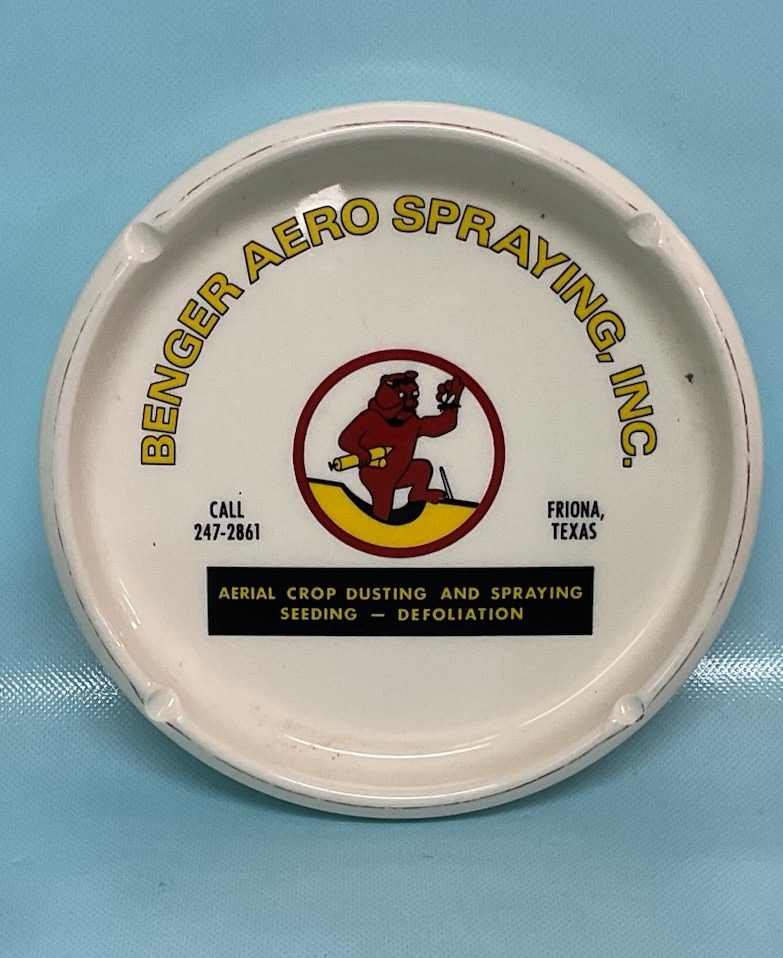 BENGER AERO SPRAYING, INC.
CALL
247-2861
FRIONA,
TEXAS
AERIAL CROP DUSTING AND SPRAYING
SEEDING — DEFOLIATION